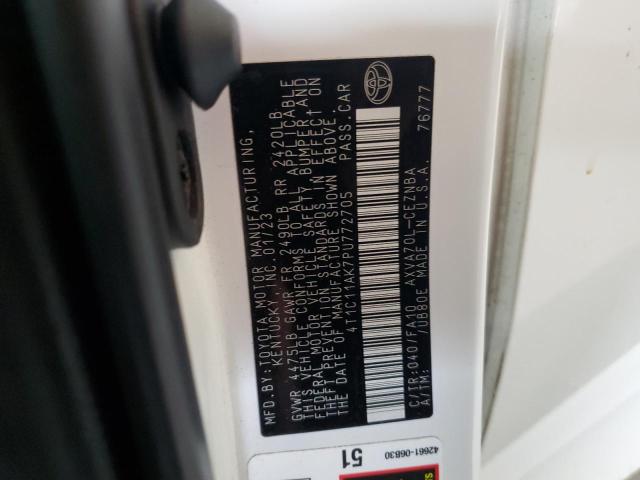 MFD.BY:TOYOTA MOTOR MANUFACTURING,
KENTUCKY, INC. 01/23
GVWR 4475LB GAWR FR 2490LB RR 2420LB
THIS VEHICLE CONFORMS TO ALL APPLICABLE
FEDERAL MOTOR VEHICLE SAFETY, BUMPER, AND
THEFT PREVENTION STANDARDS IN EFFECT ON
THE DATE OF MANUFACTURE SHOWN ABOVE.
4T1C11AK7PU772705 PASS.CAR
C/TR:040/FA10 AXVA70L-CEZNBA
A/TM: /UB80E MADE IN U.S.A. 76777
42661-06B30
51